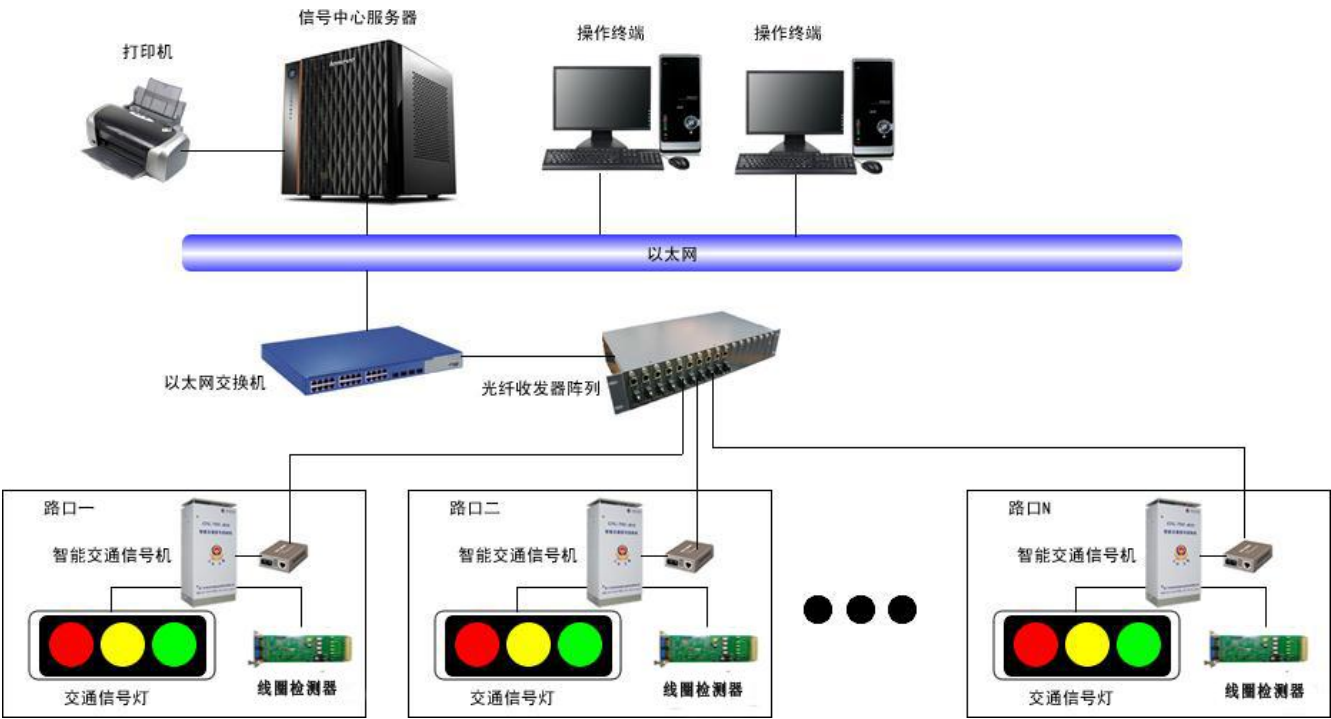 信号中心服务器
操作终端
操作终端
打印机
以太网
以太网交换机
光纤收发器阵列
路口一
智能交通信号机
交通信号灯
线圈检测器
路口二
智能交通信号机
交通信号灯
线圈检测器
路口N
智能交通信号机
交通信号灯
线圈检测器